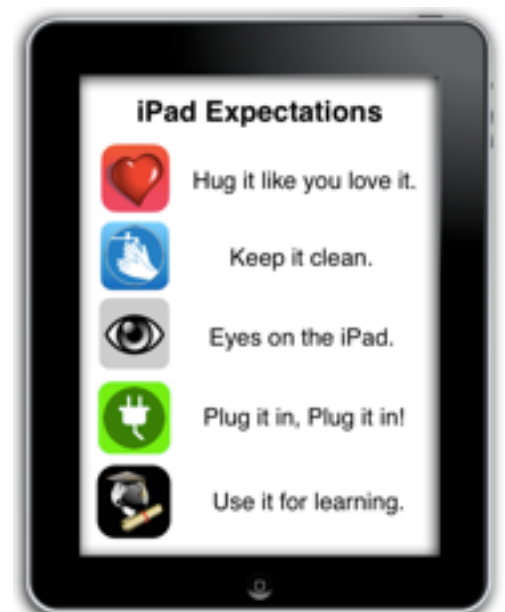 iPad Expectations
Hug it like you love it.
Keep it clean.
Eyes on the iPad.
Plug it in, Plug it in!
Use it for learning.